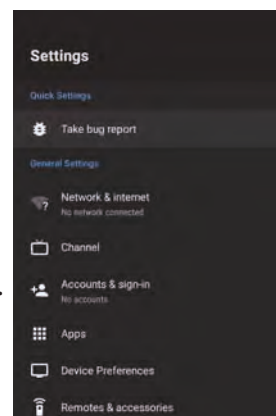 Settings
Quick Settings
Take bug report
General Settings
Network & internet
No network connected
Channel
Accounts & sign-in
No accounts
Apps
Device Preferences
Remotes & accessories